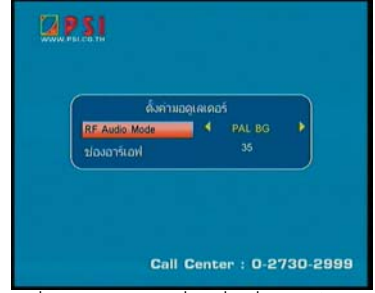 PSI
WWW.PSI.CO.TH
ตั้งค่ามอดูเลเตอร์
RF Audio Mode PAL BG
ช่องอาร์เอฟ 35
Call Center : 0-2730-2999